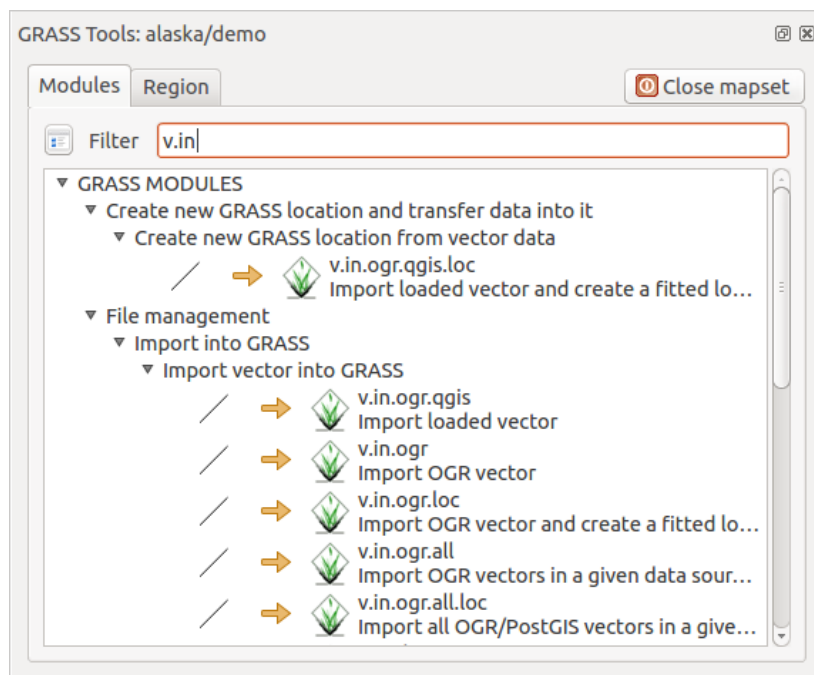 GRASS Tools: alaska/demo
Modules
Region
Close mapset
Filter
v.in
GRASS MODULES
Create new GRASS location and transfer data into it
Create new GRASS location from vector data
v.in.ogr.qgis.loc
Import loaded vector and create a fitted lo...
File management
Import into GRASS
Import vector into GRASS
v.in.ogr.qgis
Import loaded vector
v.in.ogr
Import OGR vector
v.in.ogr.loc
Import OGR vector and create a fitted lo...
v.in.ogr.all
Import OGR vectors in a given data sour...
v.in.ogr.all.loc
Import all OGR/PostGIS vectors in a give...